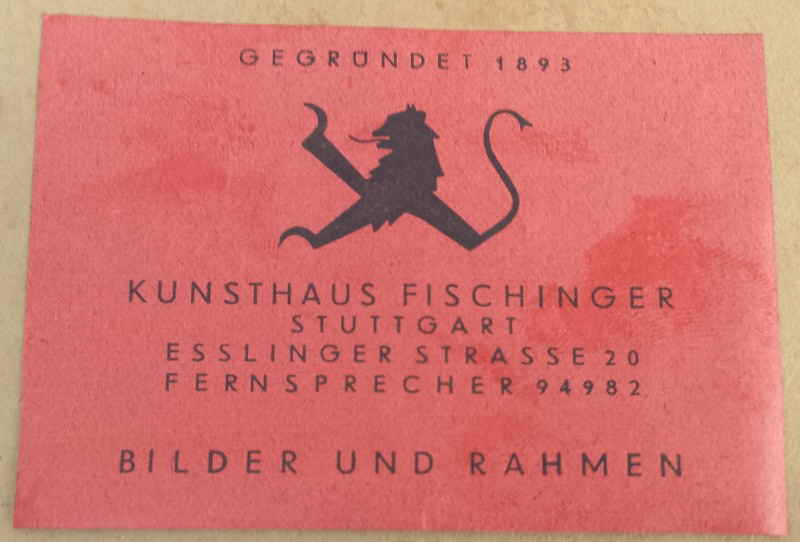 GEGRÜNDET 1893
KUNSTHAUS FISCHINGER
STUTTGART
ESSLINGER STRASSE 20
FERNSPRECHER 94982
BILDER UND RAHMEN